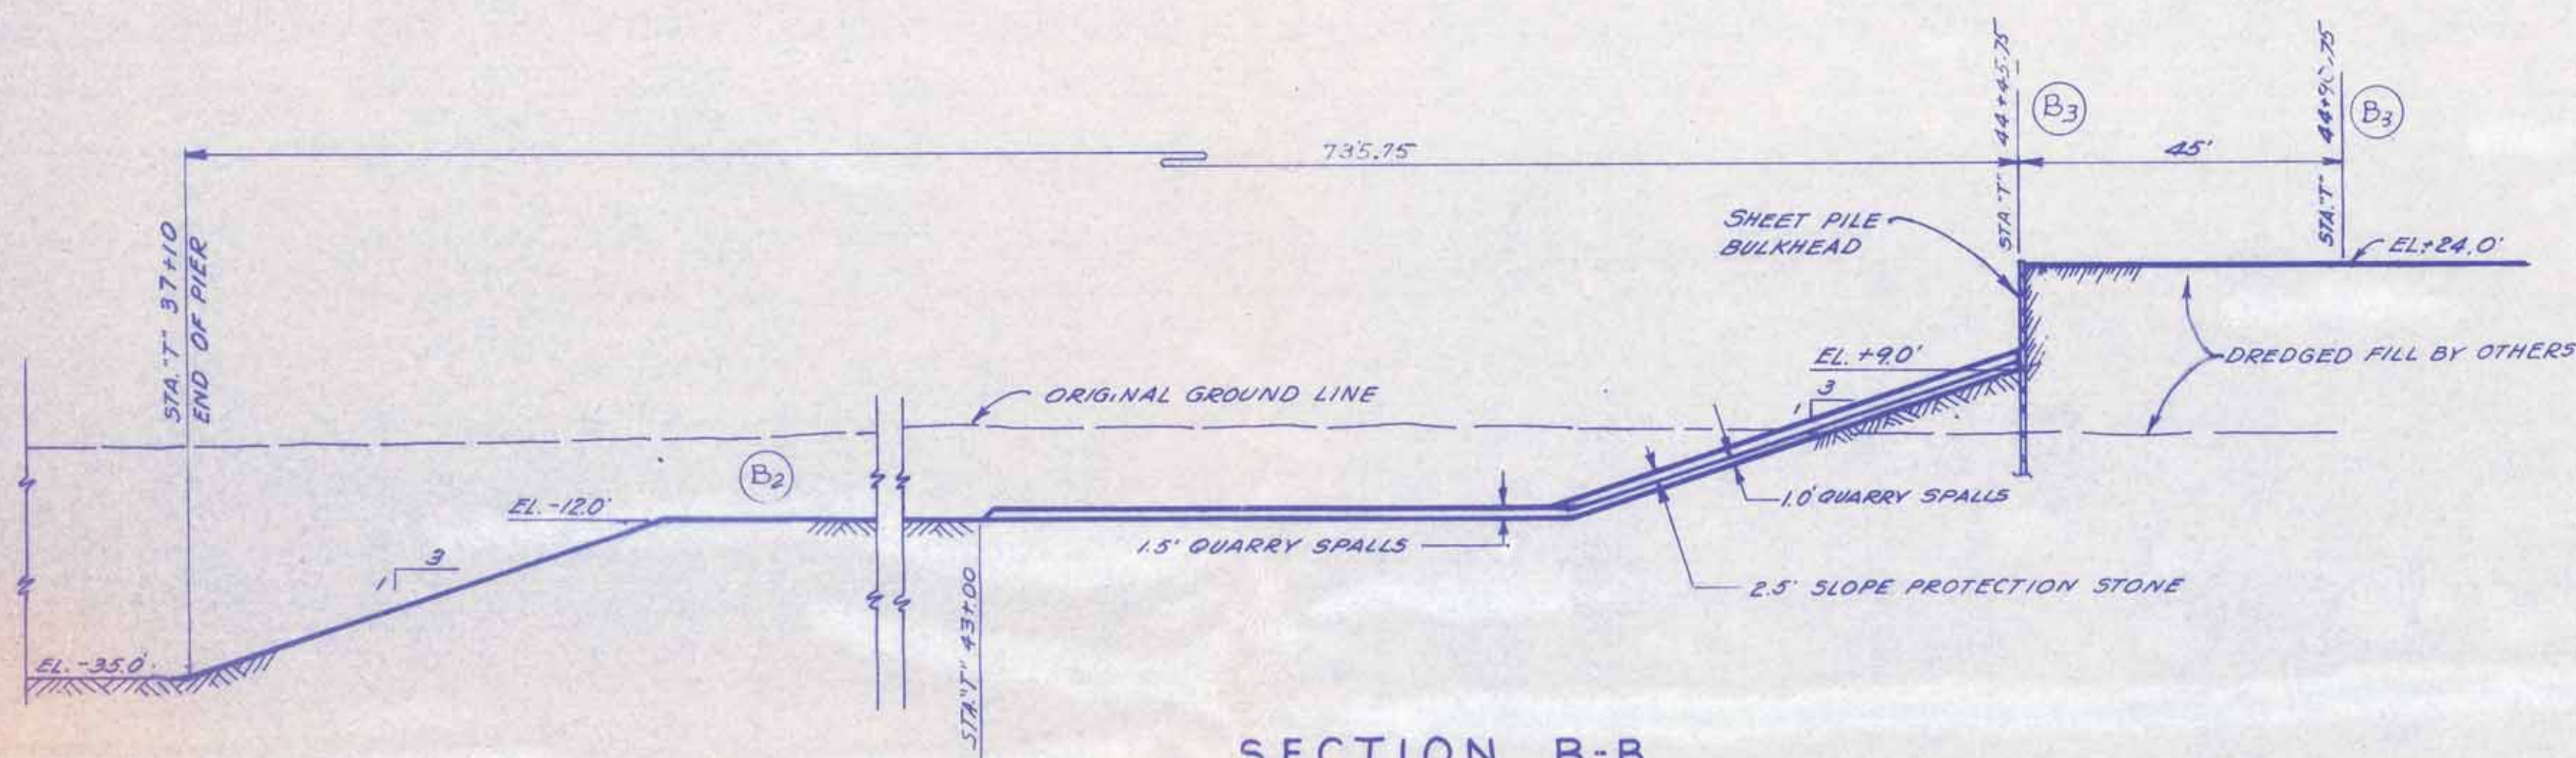 STA."T" 44+45.75
B3
STA."T" 44+90.75
B3
735.75
45'
STA."T" 37+10
END OF PIER
SHEET PILE
BULKHEAD
EL+24.0'
EL. +9.0'
DREDGED FILL BY OTHERS
ORIGINAL GROUND LINE
3
1
B2
EL.-12.0'
1.0' QUARRY SPALLS
1.5' QUARRY SPALLS
3
1
2.5' SLOPE PROTECTION STONE
STA."T" 43+00
EL.-35.0'
SECTION B-B